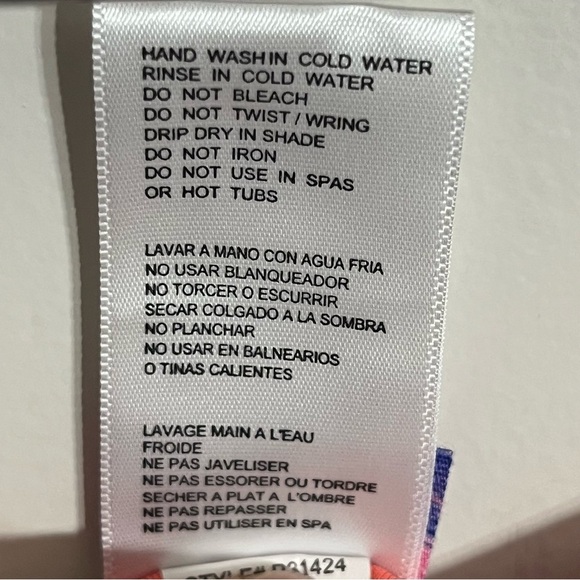 HAND WASHIN COLD WATER
RINSE IN COLD WATER
DO NOT BLEACH
DO NOT TWIST / WRING
DRIP DRY IN SHADE
DO NOT IRON
DO NOT USE IN SPAS
OR HOT TUBS
LAVAR A MANO CON AGUA FRIA
NO USAR BLANQUEADOR
NO TORCER O ESCURRIR
SECAR COLGADO A LA SOMBRA
NO PLANCHAR
NO USAR EN BALNEARIOS
O TINAS CALIENTES
LAVAGE MAIN A L'EAU
FROIDE
NE PAS JAVELISER
NE PAS ESSORER OU TORDRE
SECHER A PLAT A L'OMBRE
NE PAS REPASSER
NE PAS UTILISER EN SPA
STYLE#